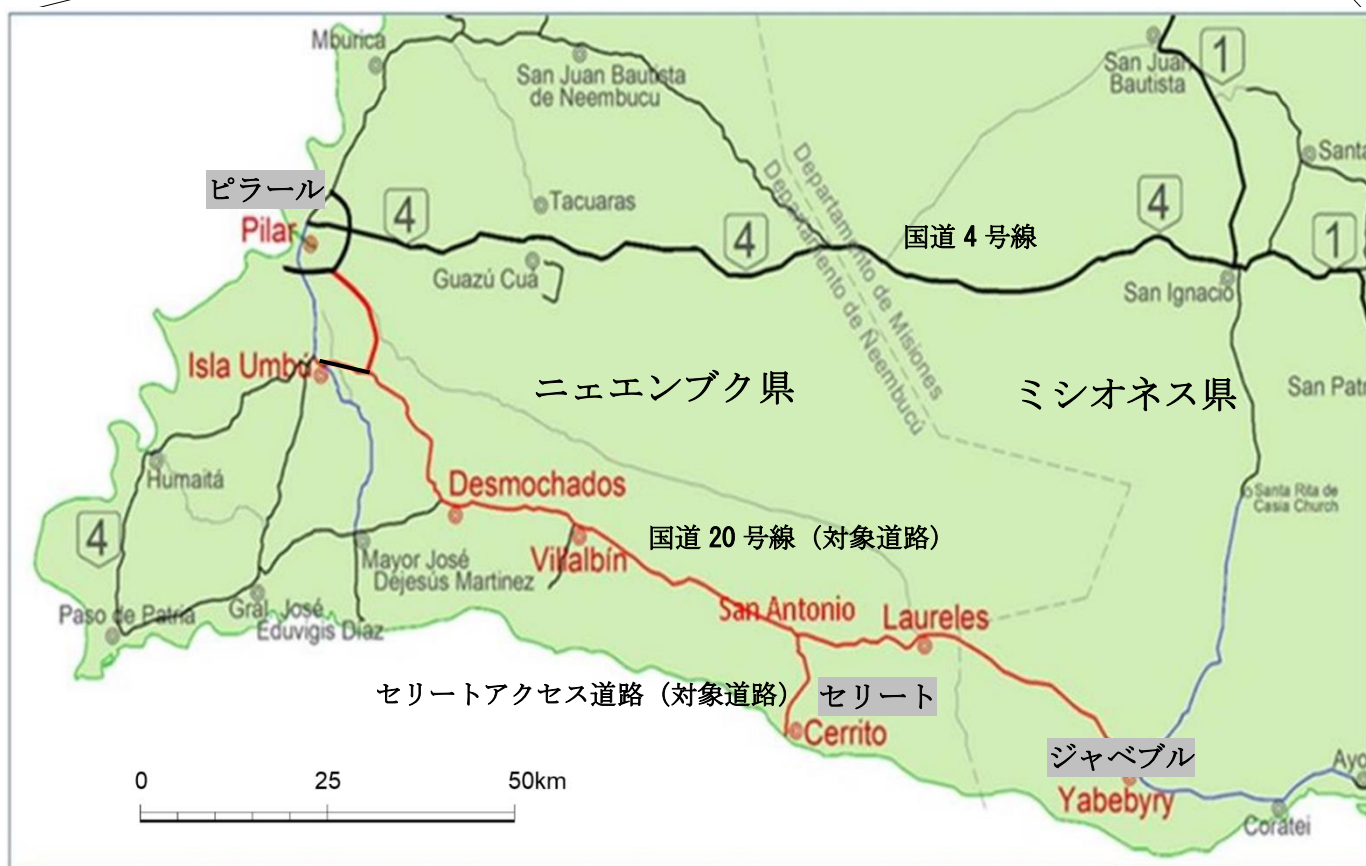 Mburica
San Juan Bautista
de Neembucu
San Juan
Bautista
1
Santa
ピラール
4
Tacuaras
Departamento de Misiones
Departamento de Ñeembucú
4
Pilar
4
国道 4 号線
1
Guazú Cuá
San Ignacio
Isla Umbú
ニェエンブク県
ミシオネス県
San Patr
Humaitá
Desmochados
Santa Rita de
Casia Church
4
国道 20 号線（対象道路）
Villalbín
Mayor José
Dejesús Martinez
Paso de Patria
Gral. José
Eduvigis Díaz
San Antonio
Laureles
セリートアクセス道路（対象道路）
セリート
Cerrito
ジャベブル
Yabebyry
Ayo
Coratei
0
25
50km